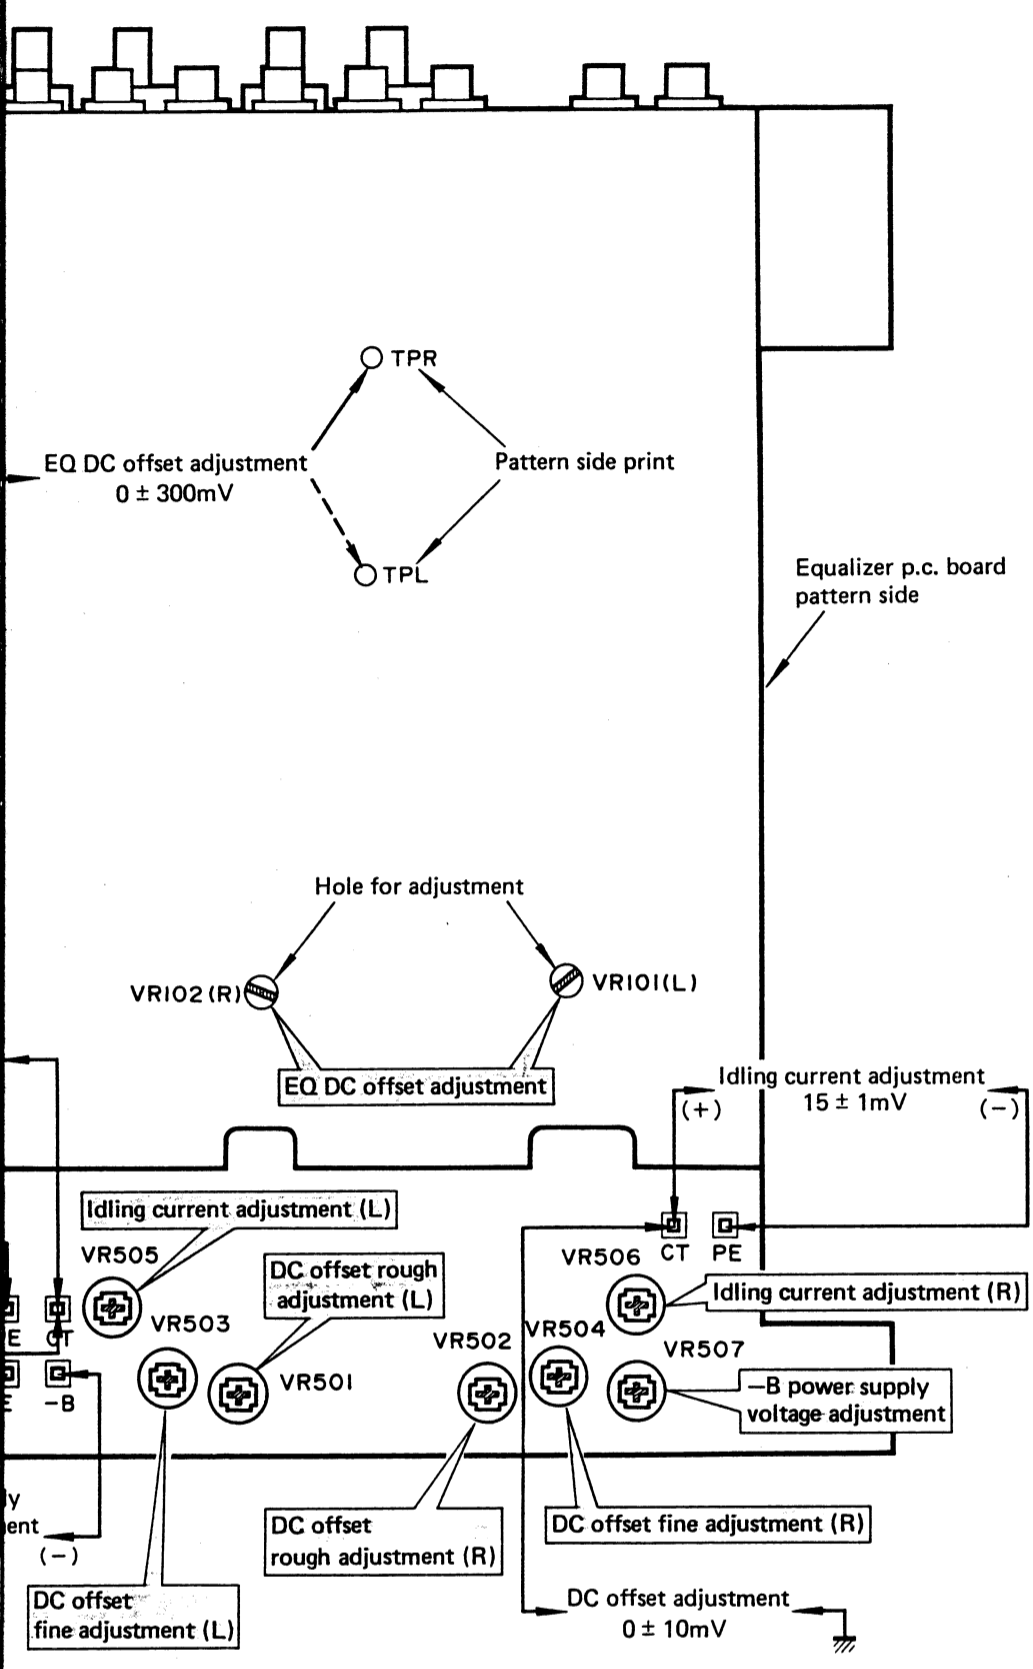 TPR
EQ DC offset adjustment
0 ± 300mV
Pattern side print
TPL
Equalizer p.c. board
pattern side
Hole for adjustment
VR102 (R)
VR101(L)
EQ DC offset adjustment
Idling current adjustment
15 ± 1mV
(+)
(−)
Idling current adjustment (L)
VR505
CT
PE
VR506
DC offset rough
adjustment (L)
Idling current adjustment (R)
E
CT
VR503
VR502
VR504
VR507
E
−B
VR501
−B power supply
voltage adjustment
ly
ent
(−)
DC offset
rough adjustment (R)
DC offset fine adjustment (R)
DC offset
fine adjustment (L)
DC offset adjustment
0 ± 10mV